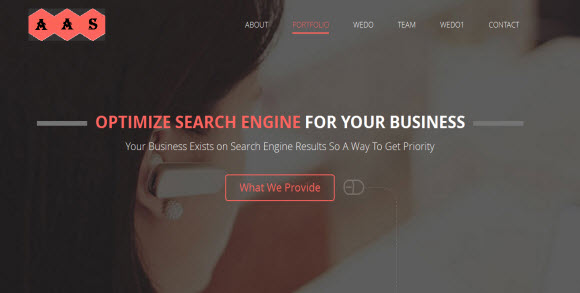 A A S
ABOUT PORTFOLIO WEDO TEAM WEDO1 CONTACT
OPTIMIZE SEARCH ENGINE FOR YOUR BUSINESS
Your Business Exists on Search Engine Results So A Way To Get Priority
What We Provide